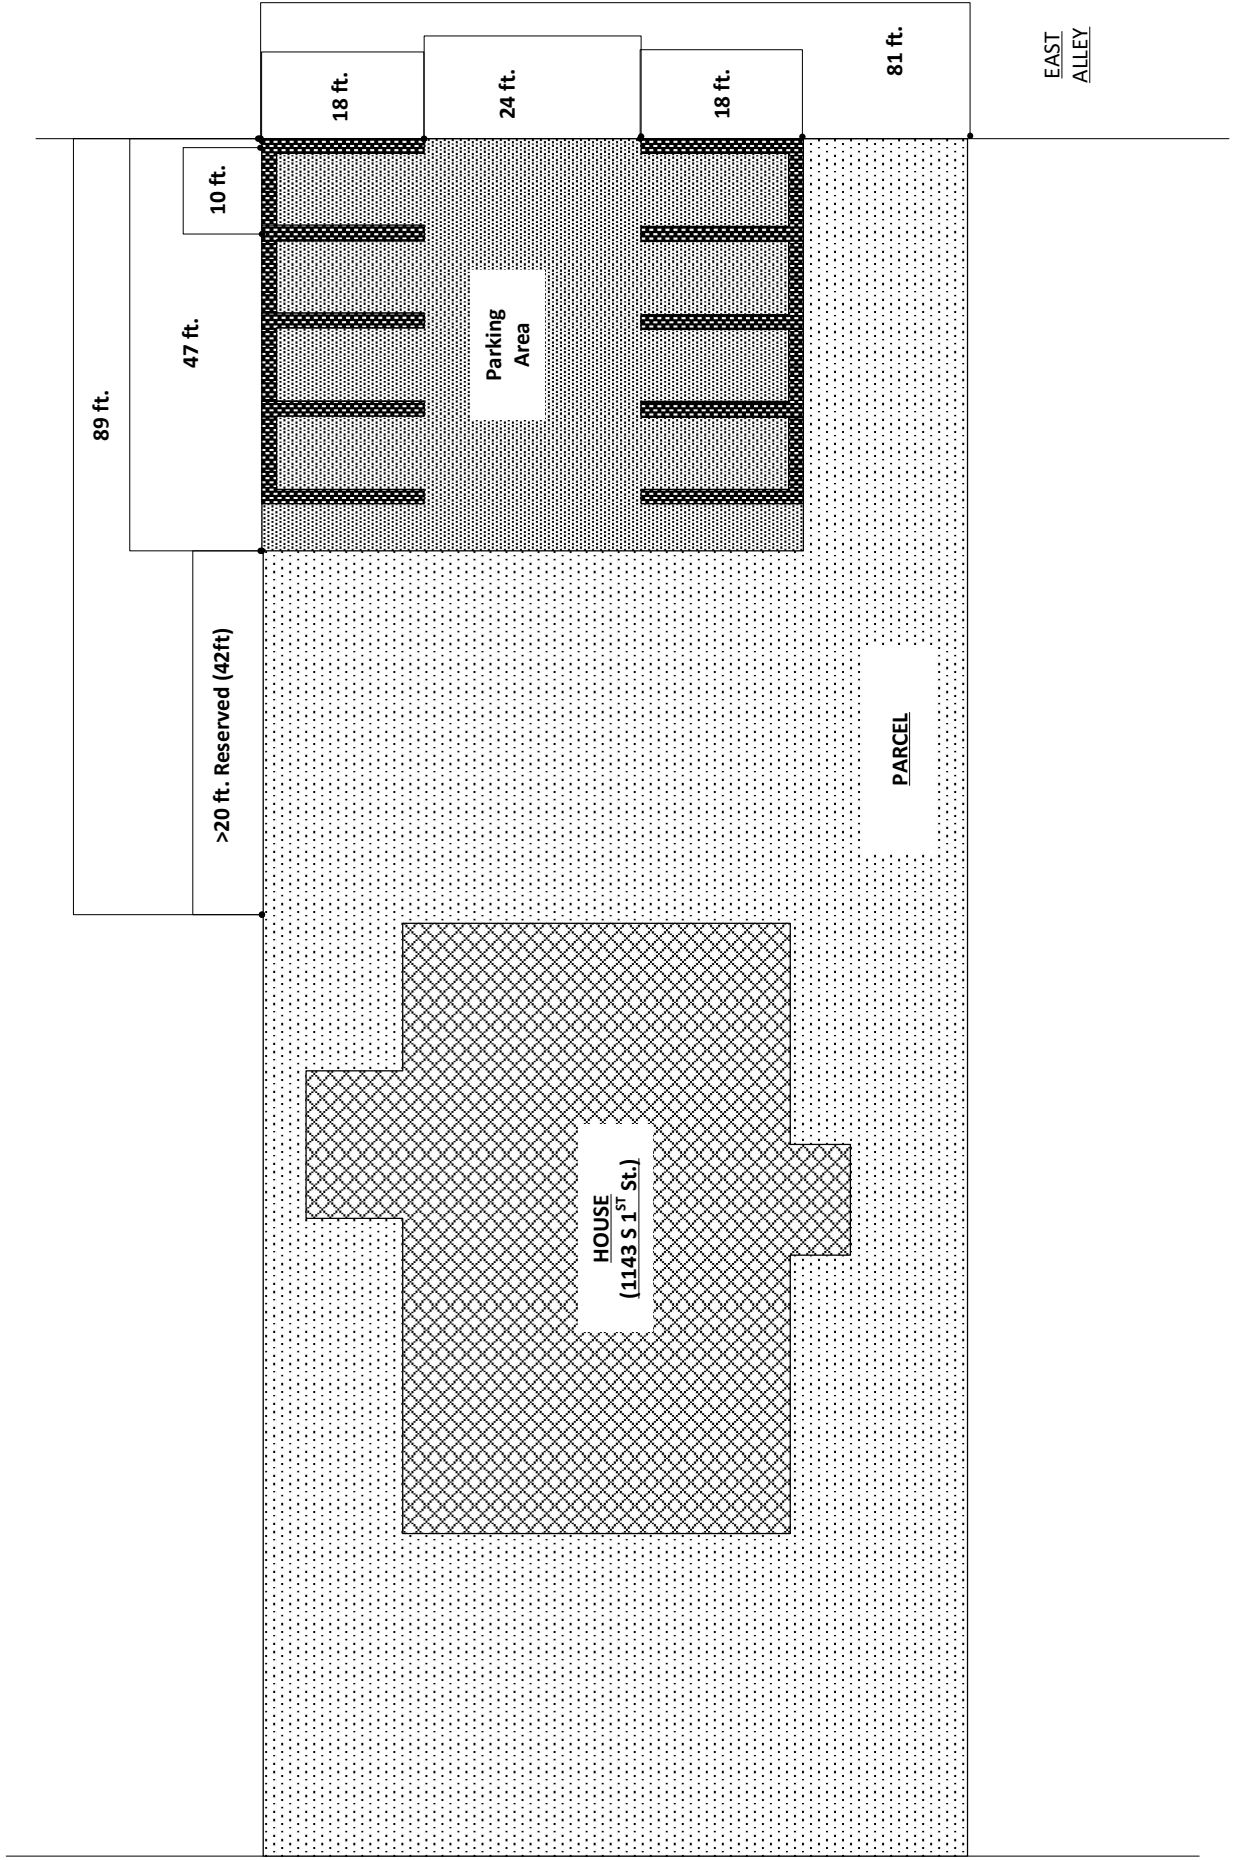 89 ft.
47 ft.
10 ft.
>20 ft. Reserved (42ft)
18 ft.
24 ft.
18 ft.
81 ft.
EAST
ALLEY
Parking
Area
PARCEL
HOUSE
(1143 S 1ST St.)